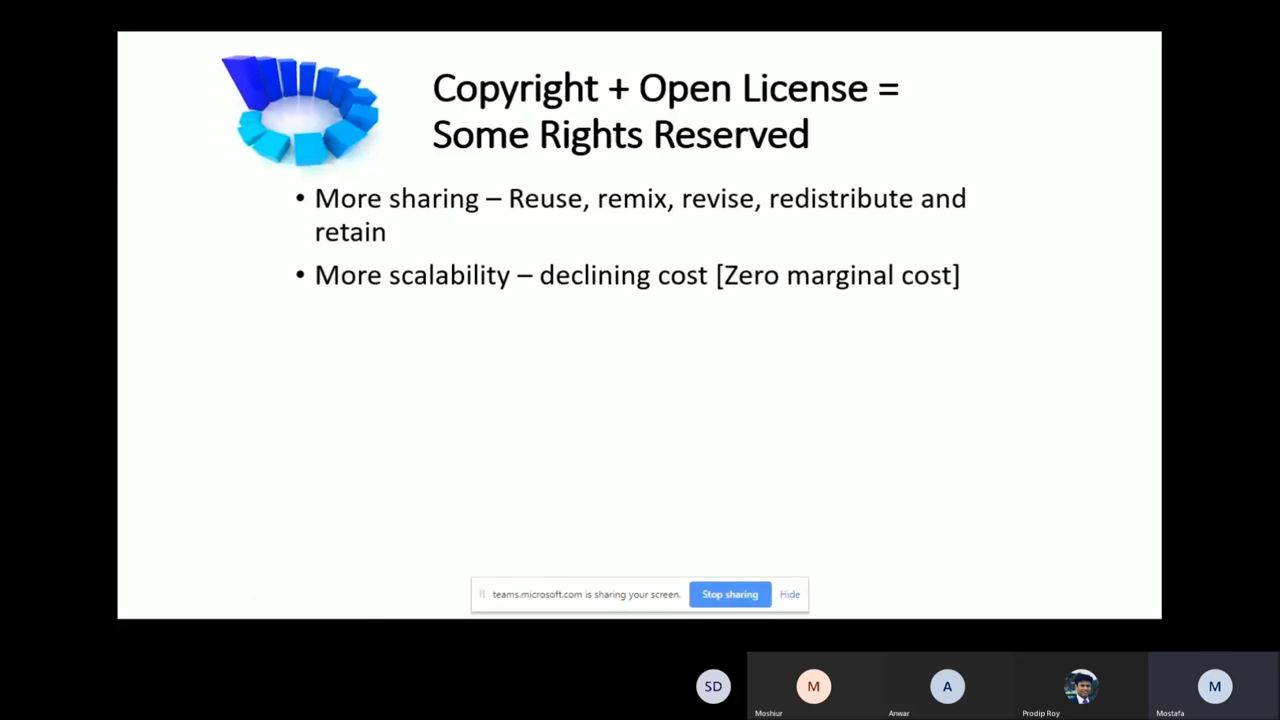 Copyright + Open License =
Some Rights Reserved
• More sharing – Reuse, remix, revise, redistribute and
retain
• More scalability – declining cost [Zero marginal cost]
teams.microsoft.com is sharing your screen. Stop sharing Hide
SD M A M
Moshiur Anwar Prodip Roy Mostafa